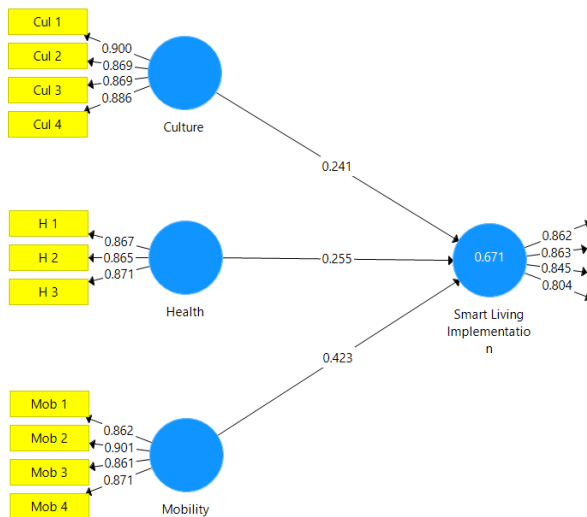 Cul 1
0.900
Cul 2
0.869
Cul 3
0.869
Cul 4
0.886
Culture
0.241
H 1
0.867
H 2
0.865
H 3
0.871
Health
0.255
0.671
0.862
0.863
0.845
0.804
Smart Living
Implementatio
n
0.423
Mob 1
0.862
Mob 2
0.901
Mob 3
0.861
Mob 4
0.871
Mobility